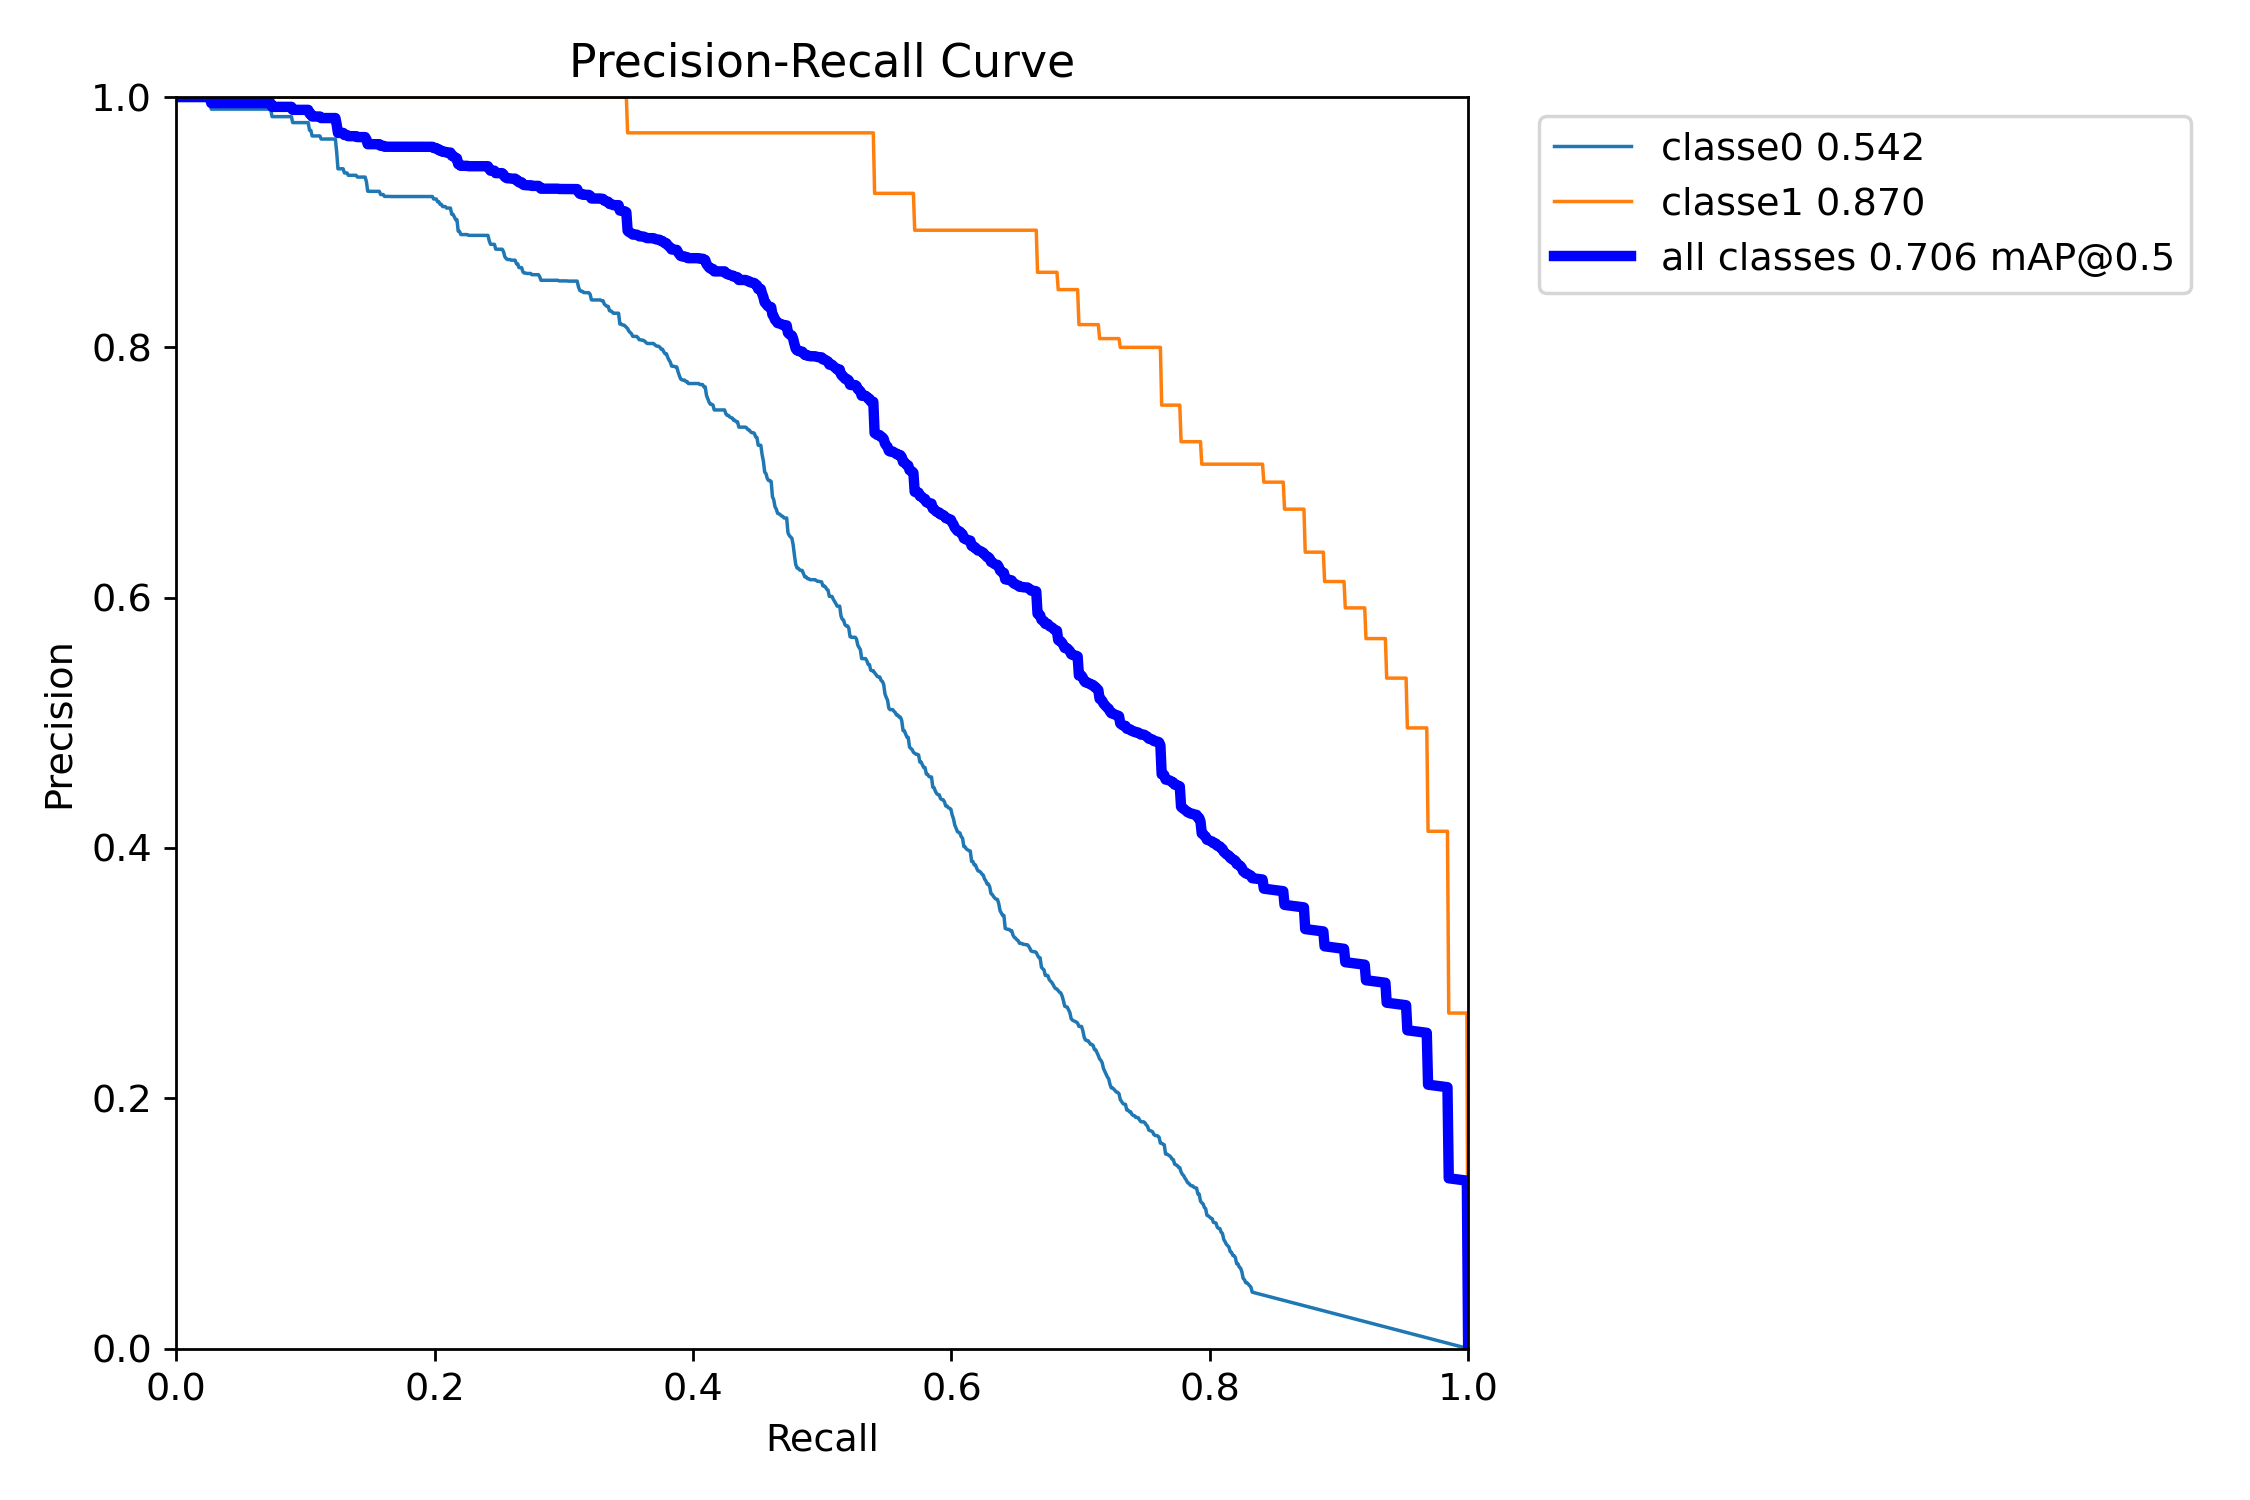 Precision-Recall Curve
1.0
0.8
0.6
0.4
0.2
0.0
Precision
0.0 0.2 0.4 0.6 0.8 1.0
Recall
classe0 0.542
classe1 0.870
all classes 0.706 mAP@0.5